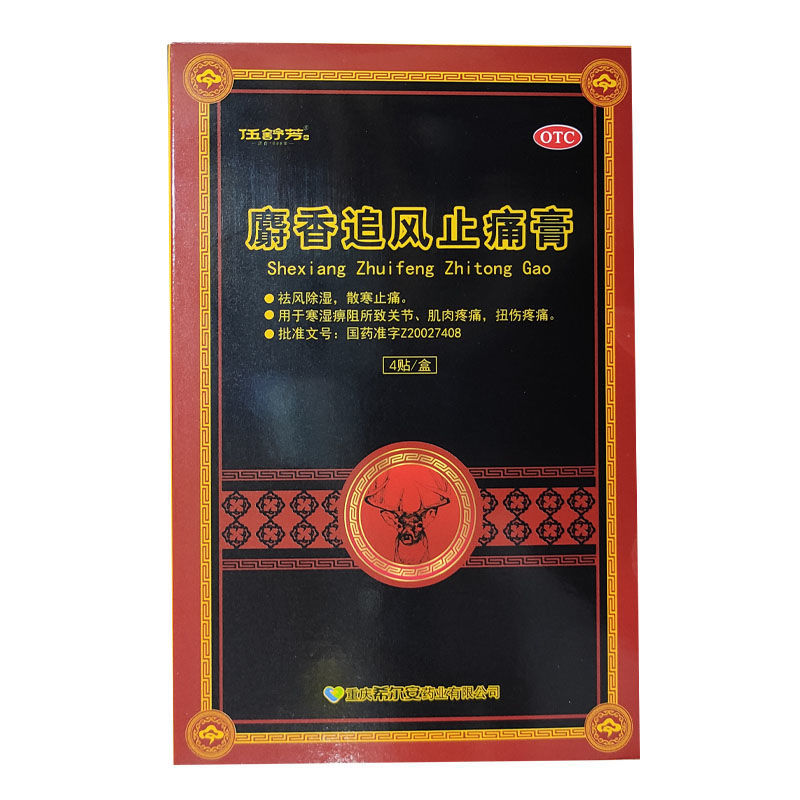 伍舒芳
OTC
麝香追风止痛膏
Shexiang Zhuifeng Zhitong Gao
●祛风除湿，散寒止痛。
●用于寒湿痹阻所致关节、肌肉疼痛，扭伤疼痛。
●批准文号：国药准字Z20027408
4贴/盒
重庆希尔安药业有限公司